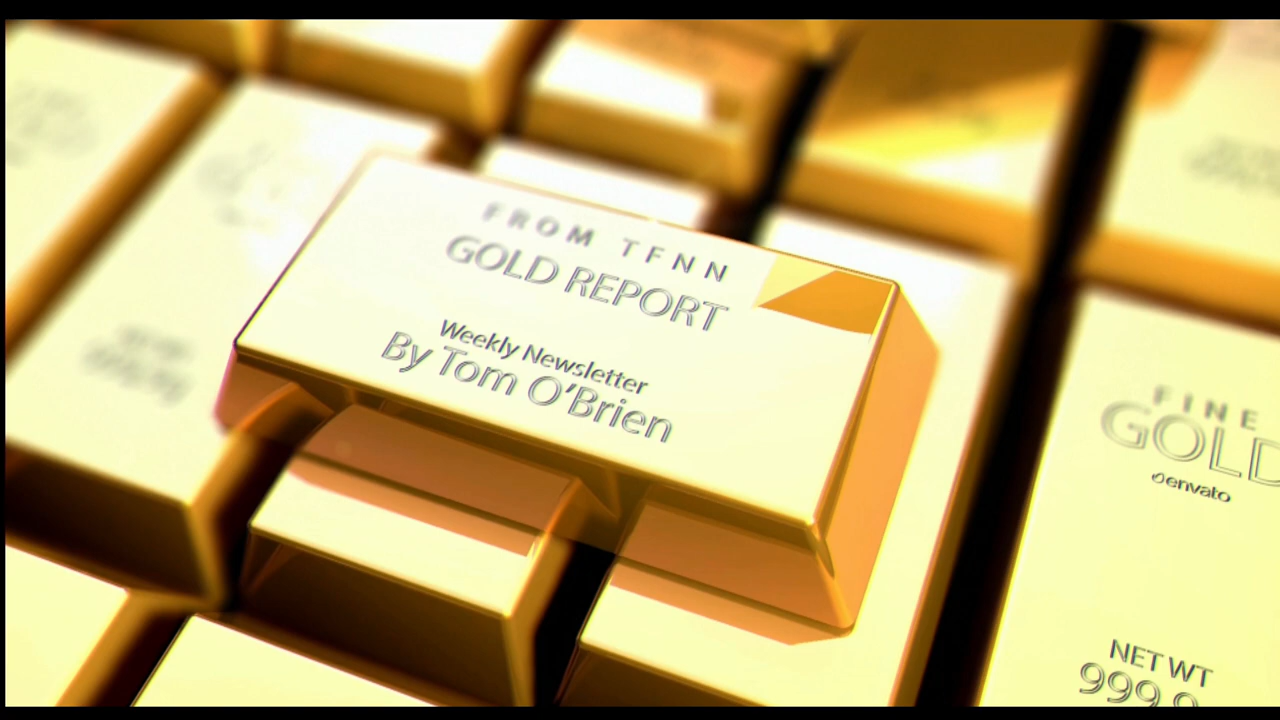 FROM TFNN
GOLD REPORT
Weekly Newsletter
By Tom O'Brien
FINE
GOLD
envato
NET WT
999.9